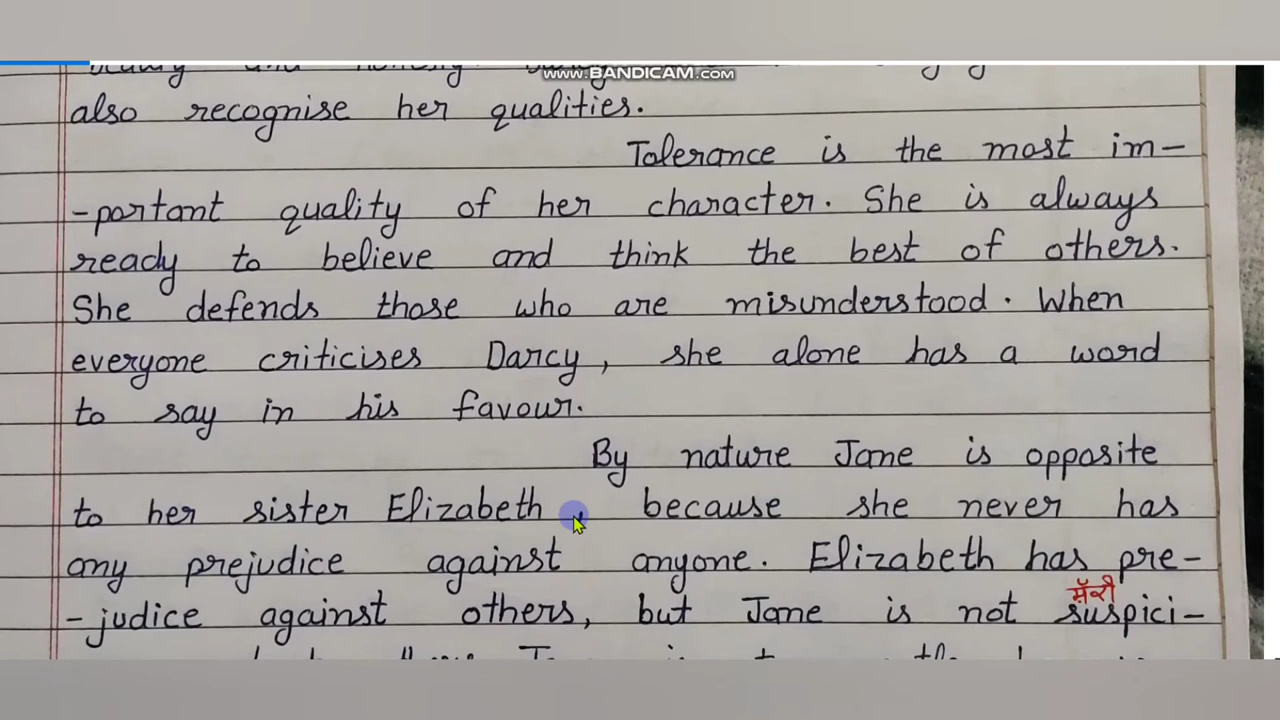 www.BANDICAM.com
also recognise her qualities.
Tolerance is the most im-
-portant quality of her character. She is always
ready to believe and think the best of others.
She defends those who are misunderstood. When
everyone criticises Darcy, she alone has a word
to say in his favour.
By nature Jane is opposite
to her sister Elizabeth, because she never has
any prejudice against anyone. Elizabeth has pre-
ਸ਼ੱਕੀ
-judice against others, but Jane is not suspici-